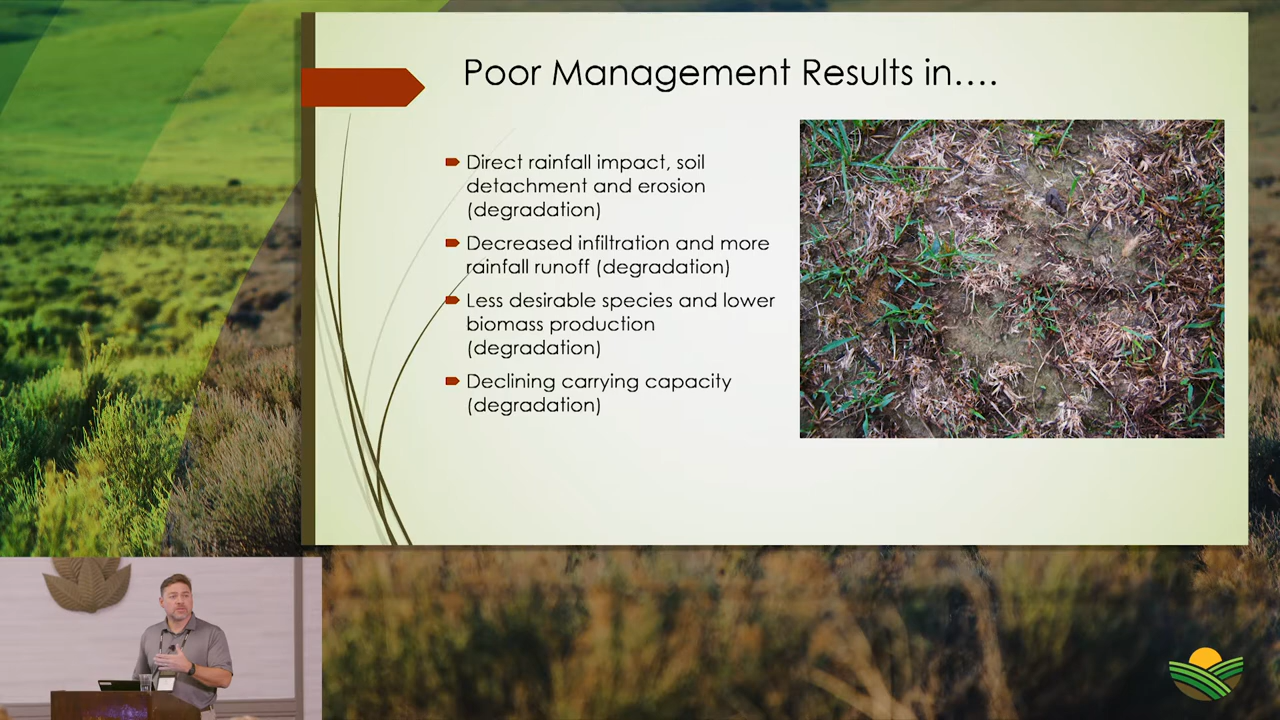 Poor Management Results in....
Direct rainfall impact, soil
detachment and erosion
(degradation)
Decreased infiltration and more
rainfall runoff (degradation)
Less desirable species and lower
biomass production
(degradation)
Declining carrying capacity
(degradation)